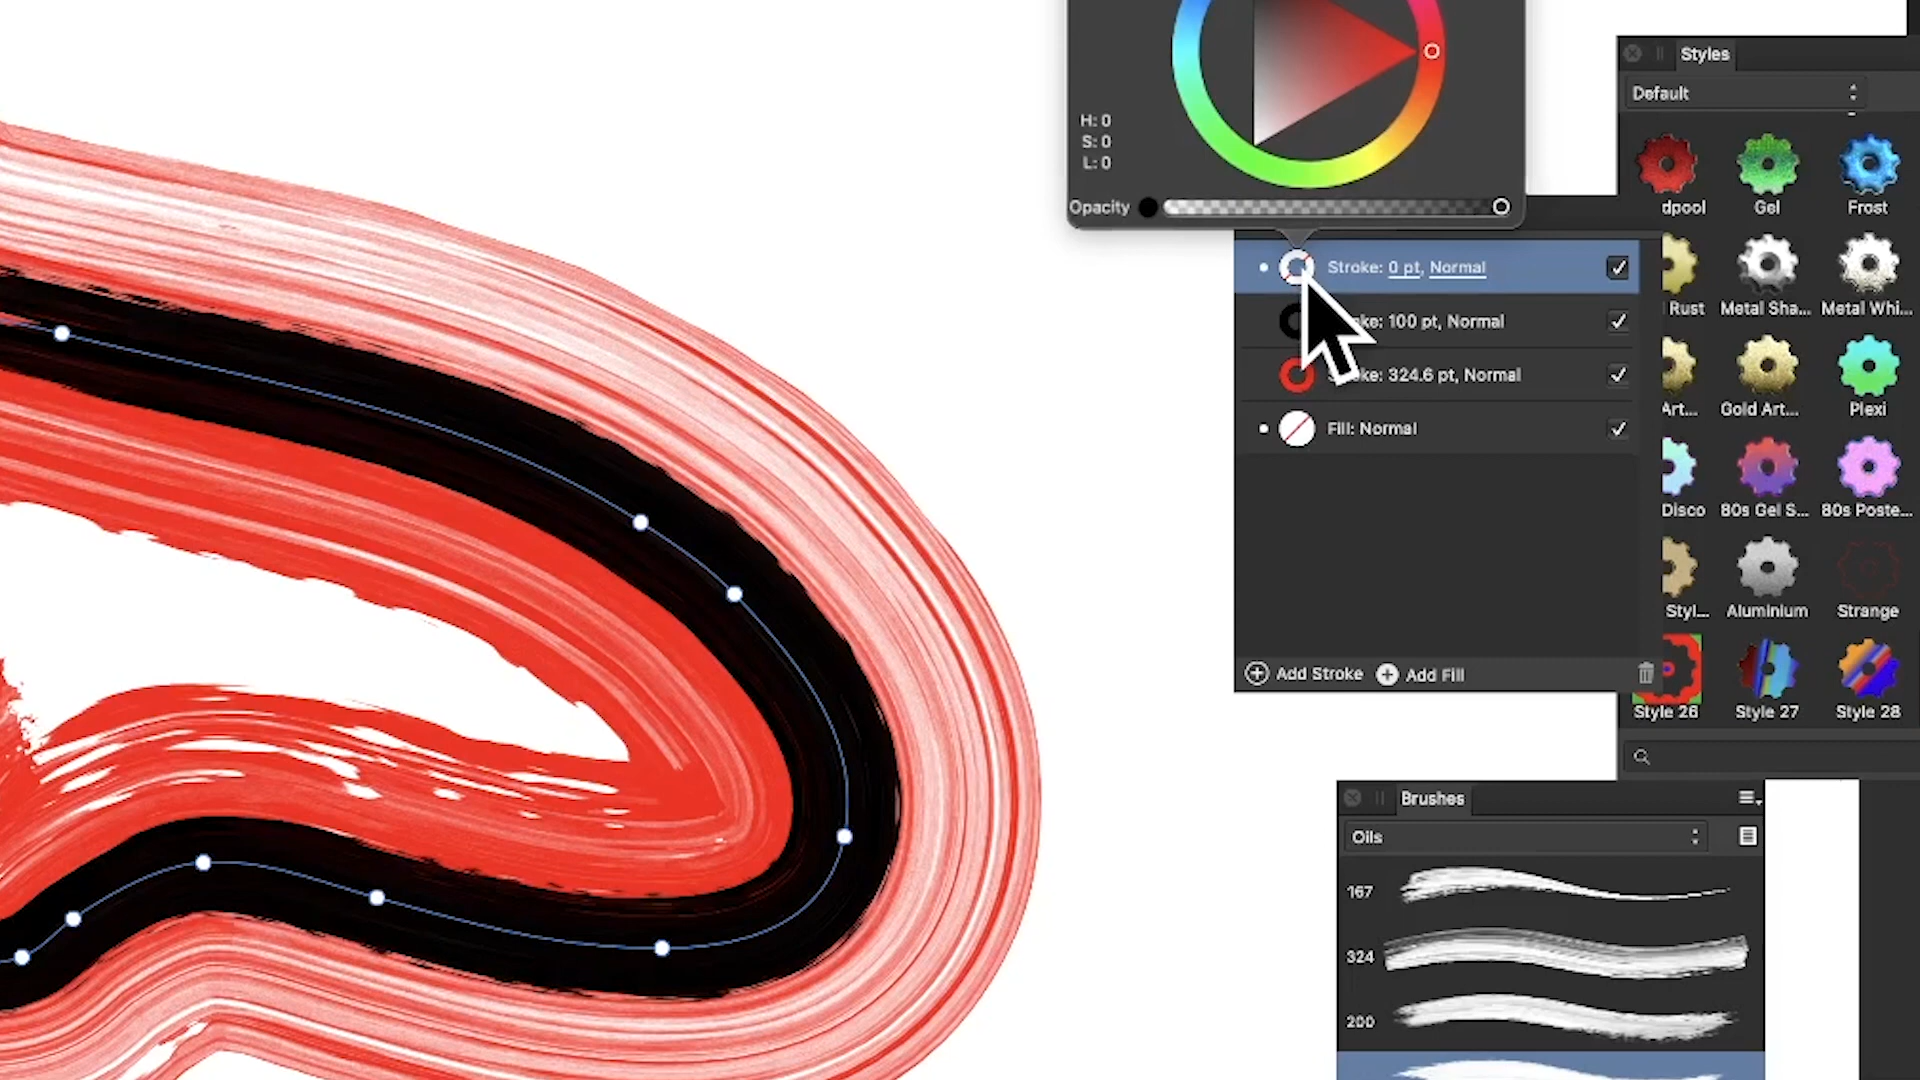 H: 0
S: 0
L: 0
Opacity
Stroke: 0 pt, Normal
ke: 100 pt, Normal
ke: 324.6 pt, Normal
Fill: Normal
Add Stroke
Add Fill
Styles
Default
dpool Gel Frost
Rust Metal Sha... Metal Whi...
Art... Gold Art... Plexi
Disco 80s Gel S... 80s Poste...
Styl... Aluminium Strange
Style 26 Style 27 Style 28
Brushes
Oils
167
324
200